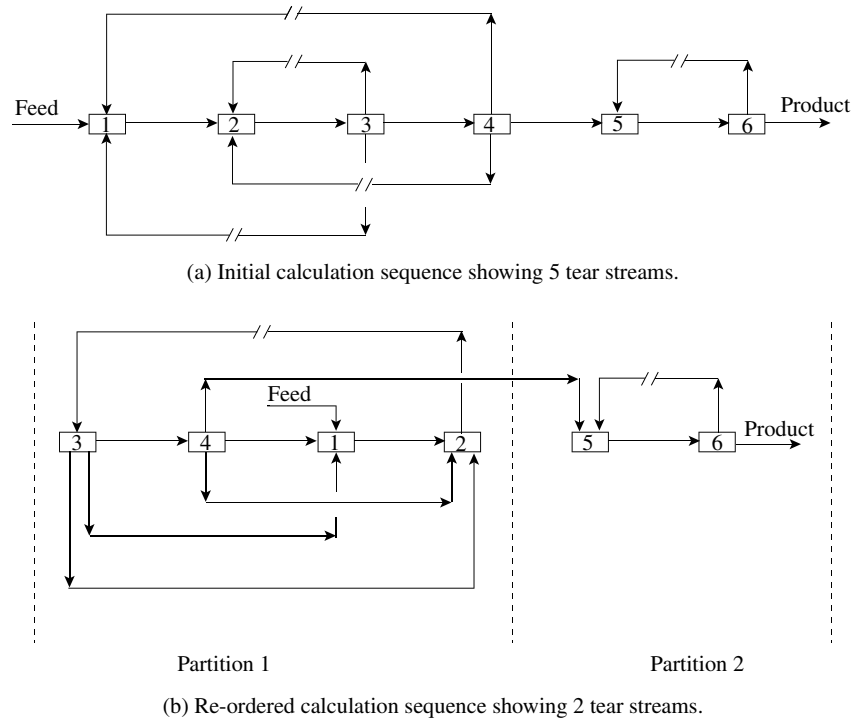 Feed
Product
1 2 3 4 5 6
(a) Initial calculation sequence showing 5 tear streams.
Feed
Product
3 4 1 2 5 6
Partition 1 Partition 2
(b) Re-ordered calculation sequence showing 2 tear streams.